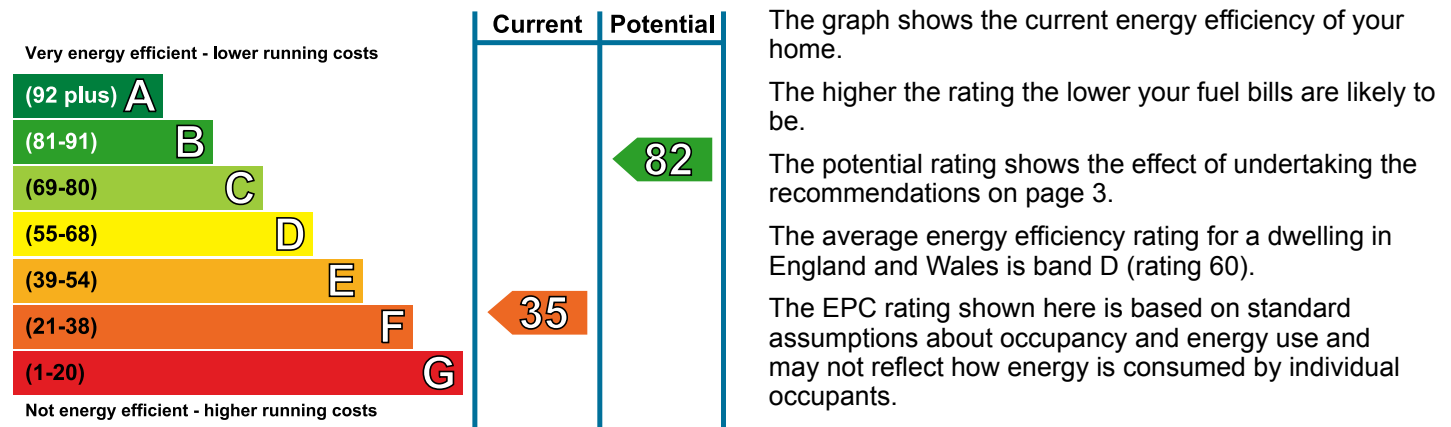 Current Potential
Very energy efficient - lower running costs
(92 plus) A
(81-91) B
82
(69-80) C
(55-68) D
(39-54) E
(21-38) F
35
(1-20) G
Not energy efficient - higher running costs
The graph shows the current energy efficiency of your
home.
The higher the rating the lower your fuel bills are likely to
be.
The potential rating shows the effect of undertaking the
recommendations on page 3.
The average energy efficiency rating for a dwelling in
England and Wales is band D (rating 60).
The EPC rating shown here is based on standard
assumptions about occupancy and energy use and
may not reflect how energy is consumed by individual
occupants.